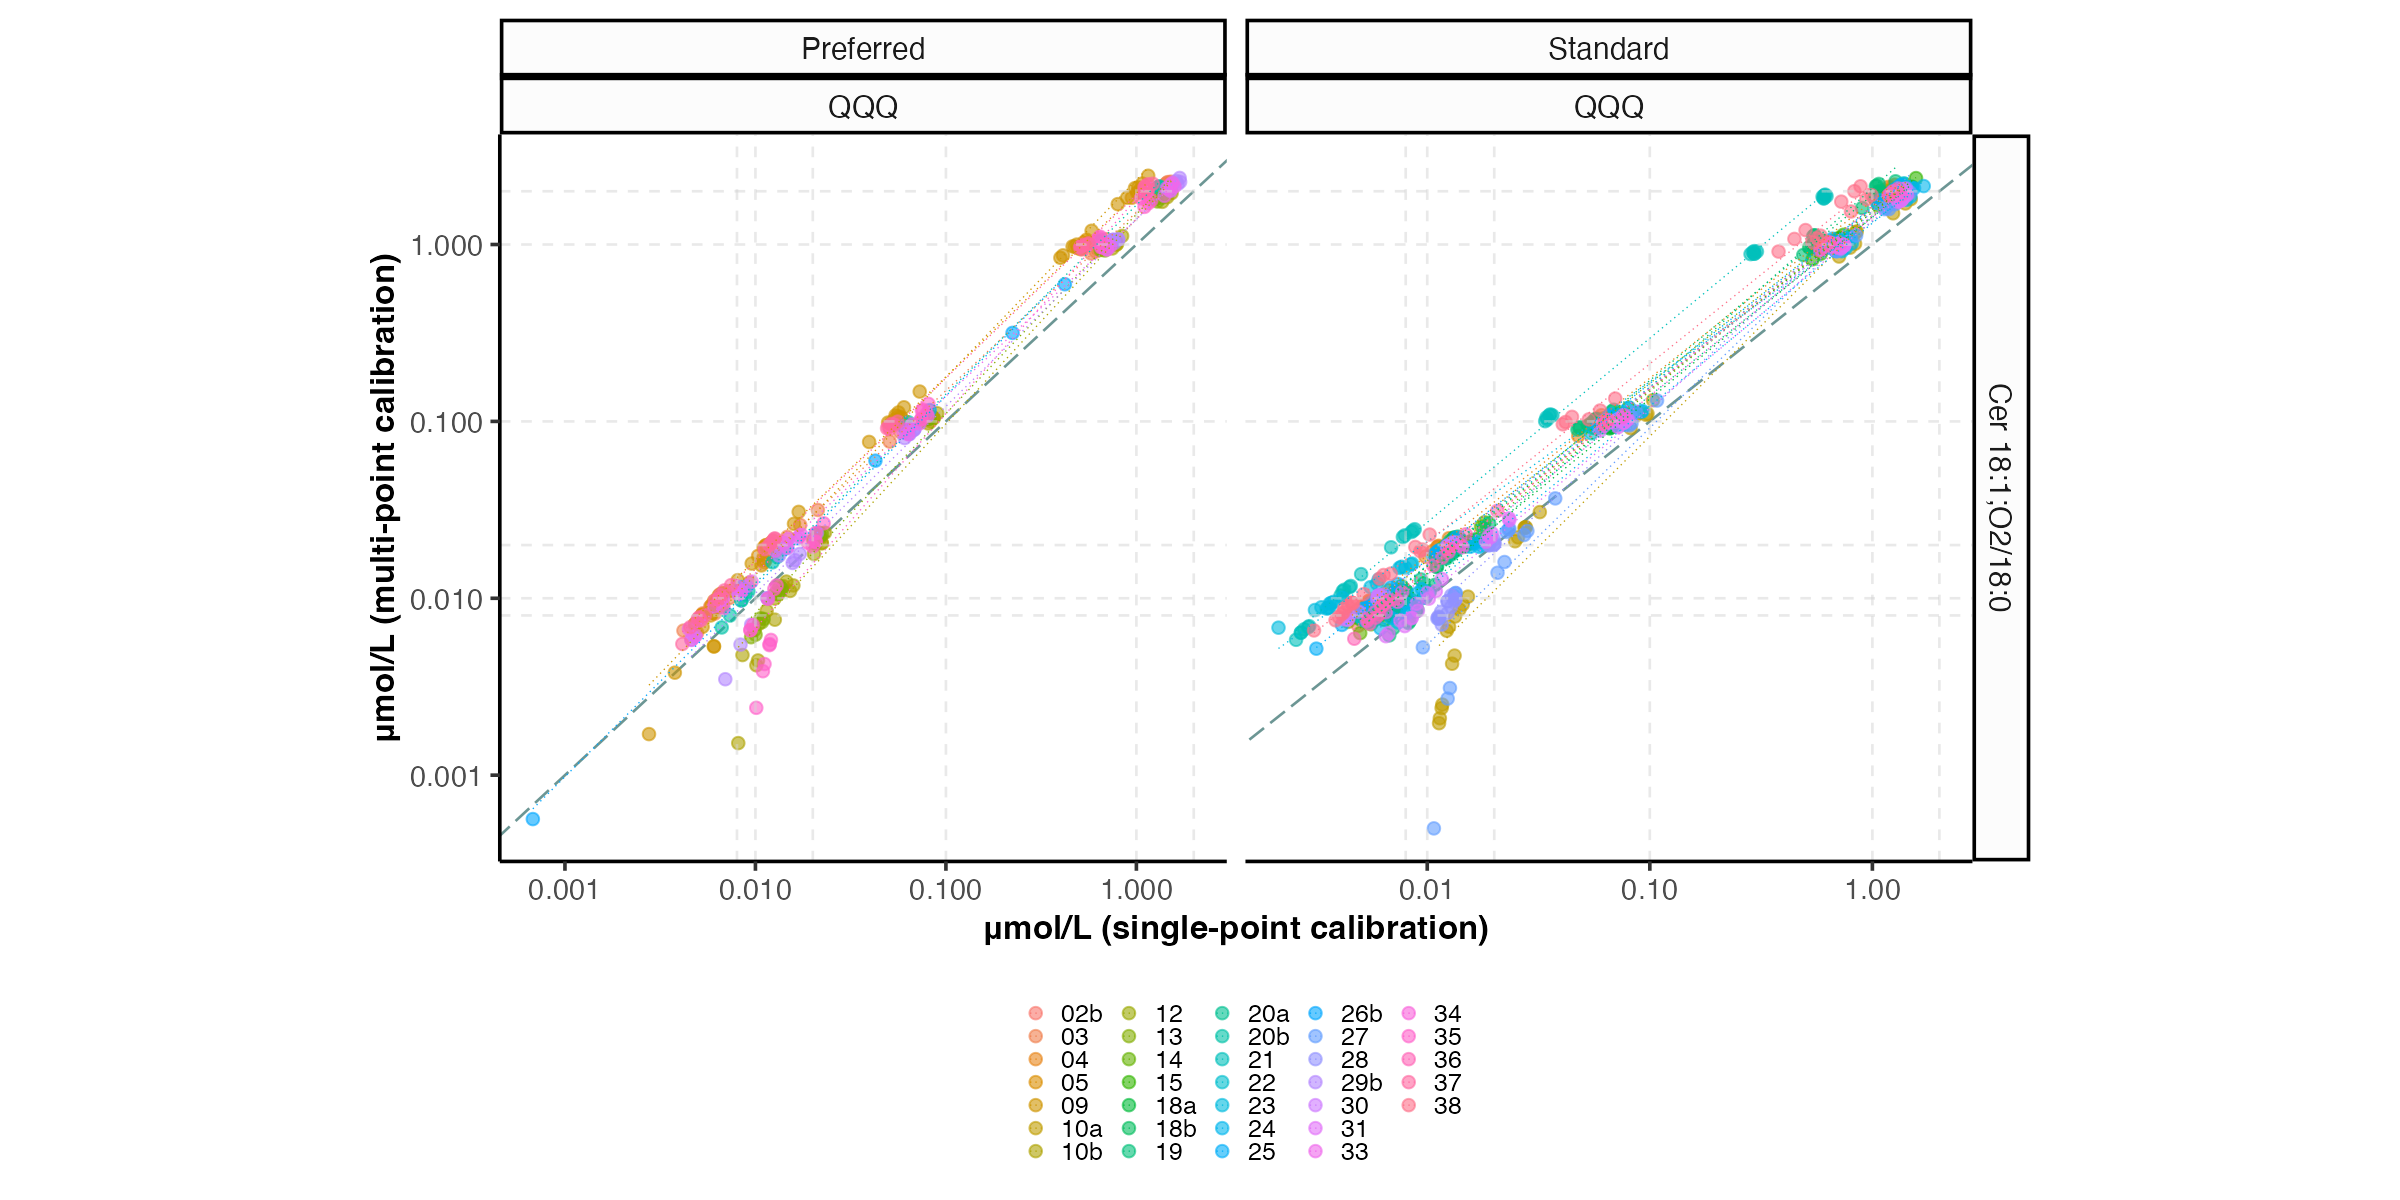 Preferred
Standard
QQQ
QQQ
Cer 18:1;O2/18:0
µmol/L (multi-point calibration)
1.000
0.100
0.010
0.001
0.001 0.010 0.100 1.000
0.01 0.10 1.00
µmol/L (single-point calibration)
02b 12 20a 26b 34
03 13 20b 27 35
04 14 21 28 36
05 15 22 29b 37
09 18a 23 30 38
10a 18b 24 31
10b 19 25 33